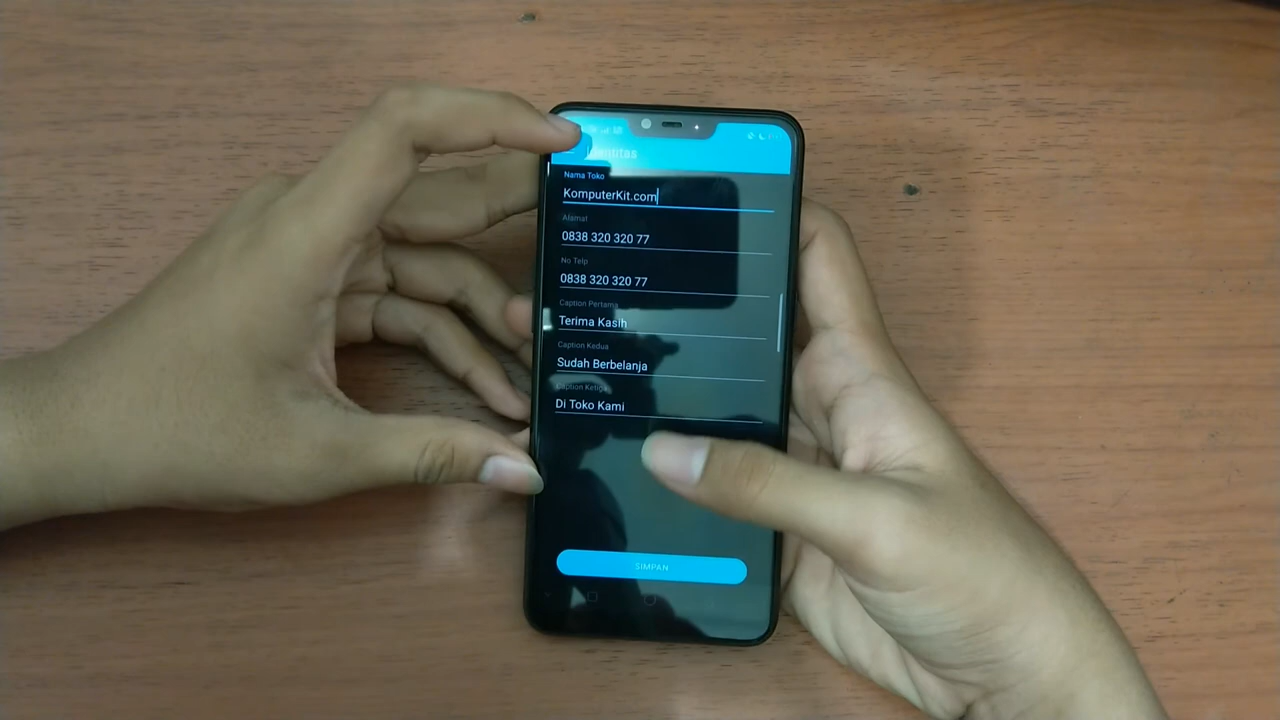 Identitas
Nama Toko
KomputerKit.com
Alamat
0838 320 320 77
No Telp
0838 320 320 77
Caption Pertama
Terima Kasih
Caption Kedua
Sudah Berbelanja
Caption Ketiga
Di Toko Kami
SIMPAN